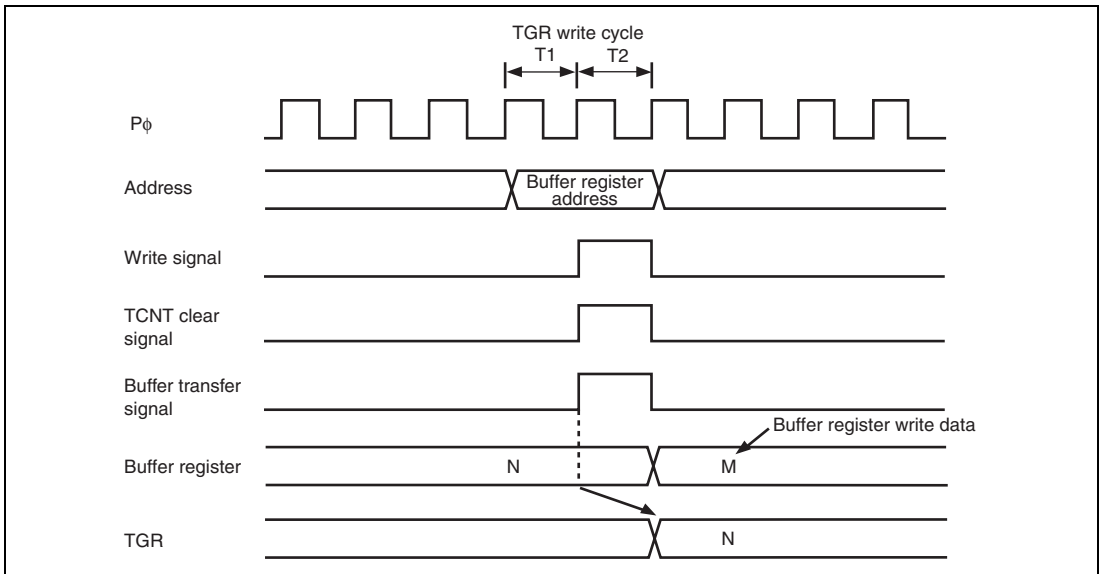 TGR write cycle
T1 T2
Pϕ
Address
Buffer register
address
Write signal
TCNT clear
signal
Buffer transfer
signal
Buffer register write data
Buffer register
N M
TGR
N